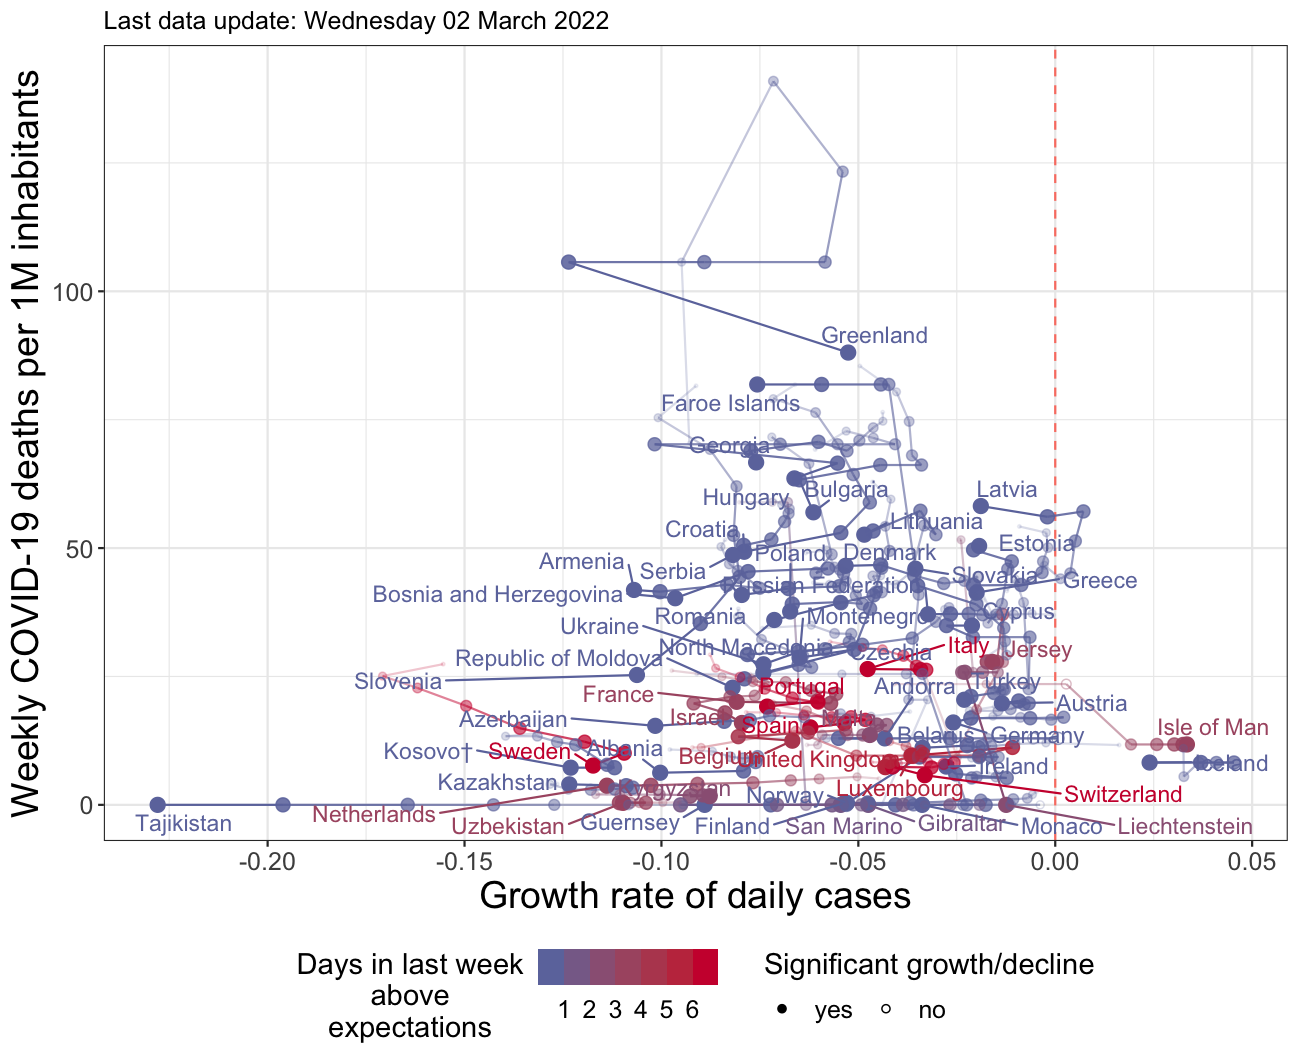 Last data update: Wednesday 02 March 2022
Weekly COVID-19 deaths per 1M inhabitants
100
50
0
Greenland
Faroe Islands
Georgia
Hungary
Bulgaria
Latvia
Croatia
Lithuania
Armenia
Serbia
Poland
Denmark
Estonia
Bosnia and Herzegovina
Russian Federation
Slovakia
Greece
Ukraine
Romania
Montenegro
Cyprus
Republic of Moldova
North Macedonia
Czechia
Italy
Jersey
Slovenia
France
Portugal
Andorra
Turkey
Austria
Azerbaijan
Israel
Spain
Malta
Belarus
Germany
Isle of Man
Kosovo†
Sweden
Albania
Belgium
United Kingdom
Ireland
Iceland
Kazakhstan
Kyrgyzstan
Norway
Luxembourg
Switzerland
Tajikistan
Netherlands
Uzbekistan
Guernsey
Finland
San Marino
Gibraltar
Monaco
Liechtenstein
-0.20
-0.15
-0.10
-0.05
0.00
0.05
Growth rate of daily cases
Days in last week
above
expectations
1 2 3 4 5 6
Significant growth/decline
yes
no